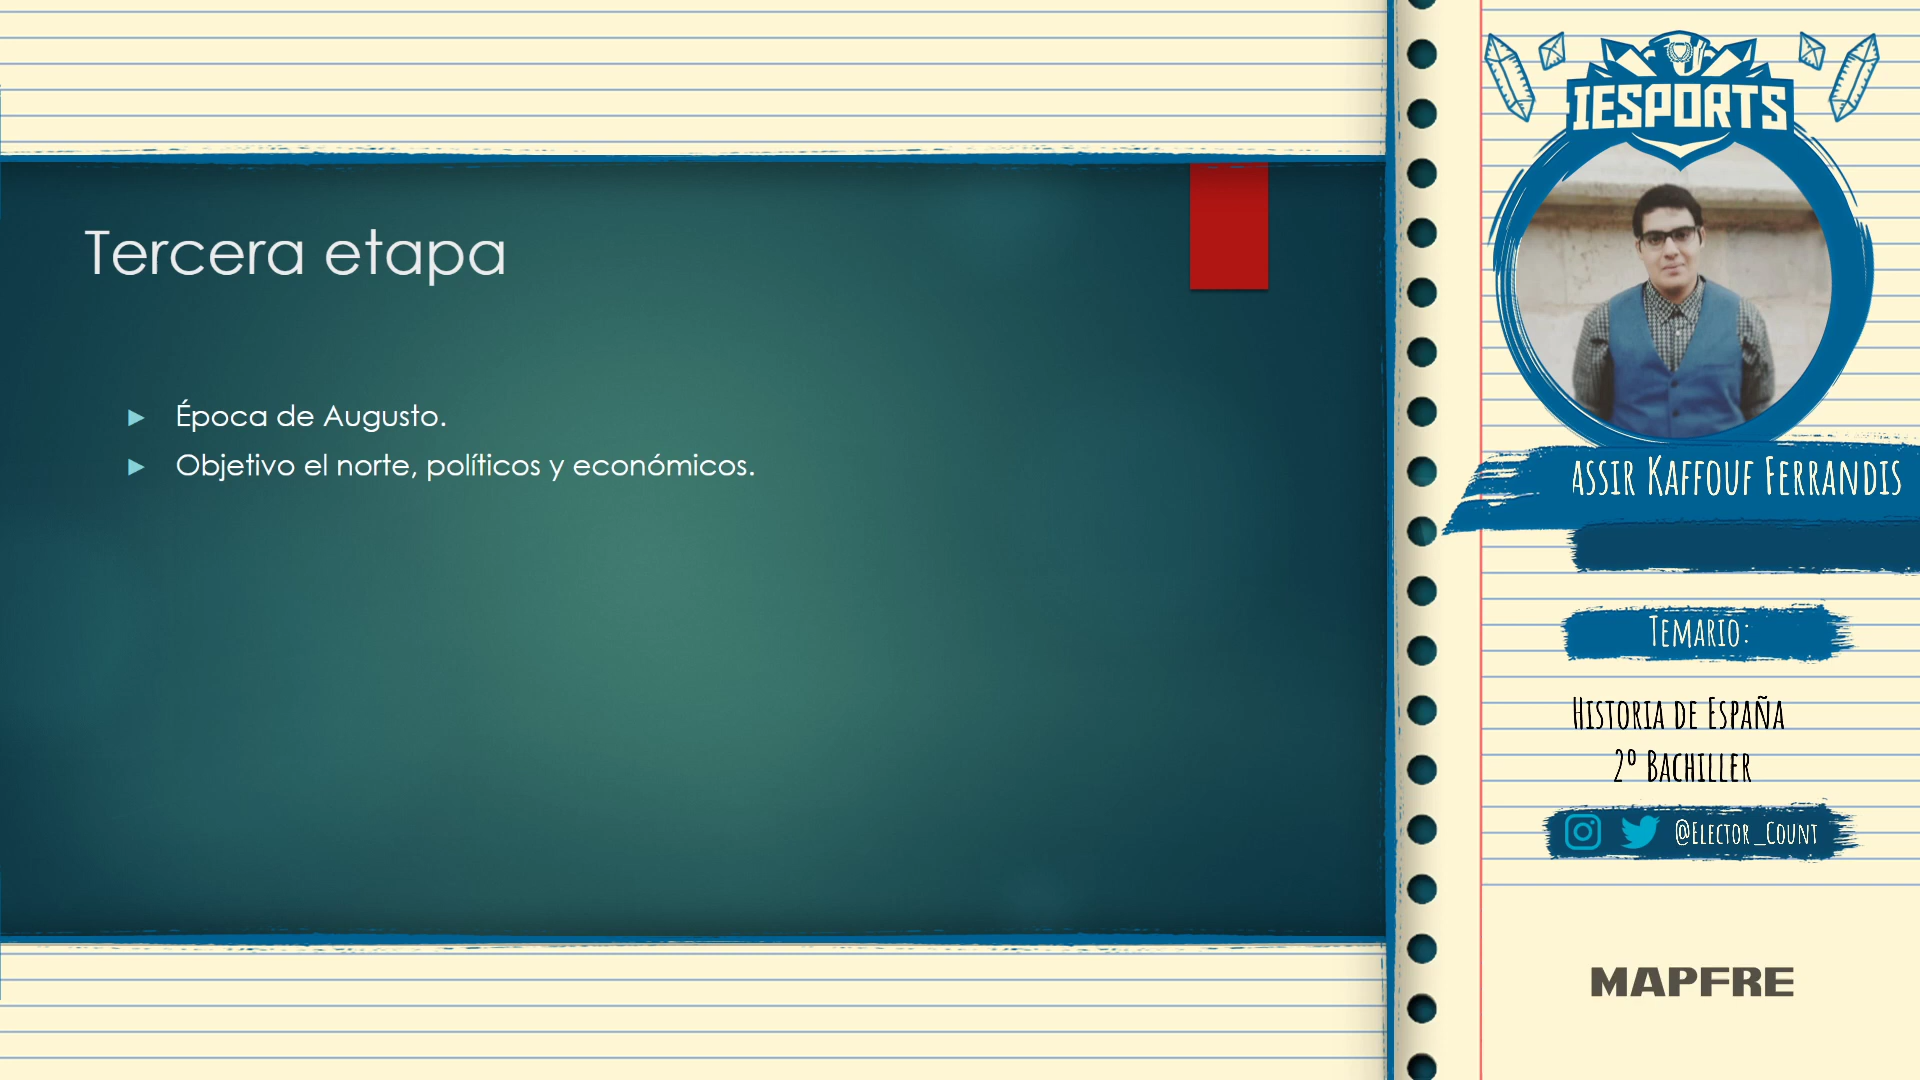 Tercera etapa
Época de Augusto.
Objetivo el norte, políticos y económicos.
IESPORTS
ASSIR KAFFOUF FERRANDIS
TEMARIO:
HISTORIA DE ESPAÑA
2º BACHILLER
@ELECTOR_COUNT
MAPFRE